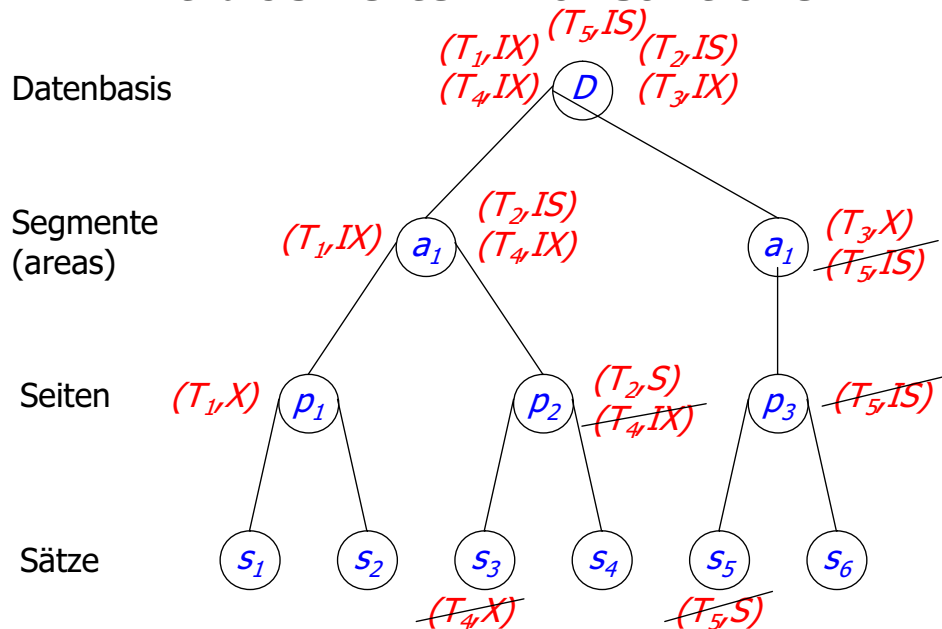 (T₅,IS)
(T₁,IX) (T₂,IS)
Datenbasis (T₄,IX) D (T₃,IX)
Segmente (T₂,IS) (T₃,X)
(areas) (T₁,IX) a₁ (T₄,IX) a₁ (T₅,IS)
Seiten (T₁,X) p₁ p₂ (T₂,S) p₃ (T₅,IS)
(T₄,IX)
Sätze s₁ s₂ s₃ s₄ s₅ s₆
(T₄,X) (T₅,S)